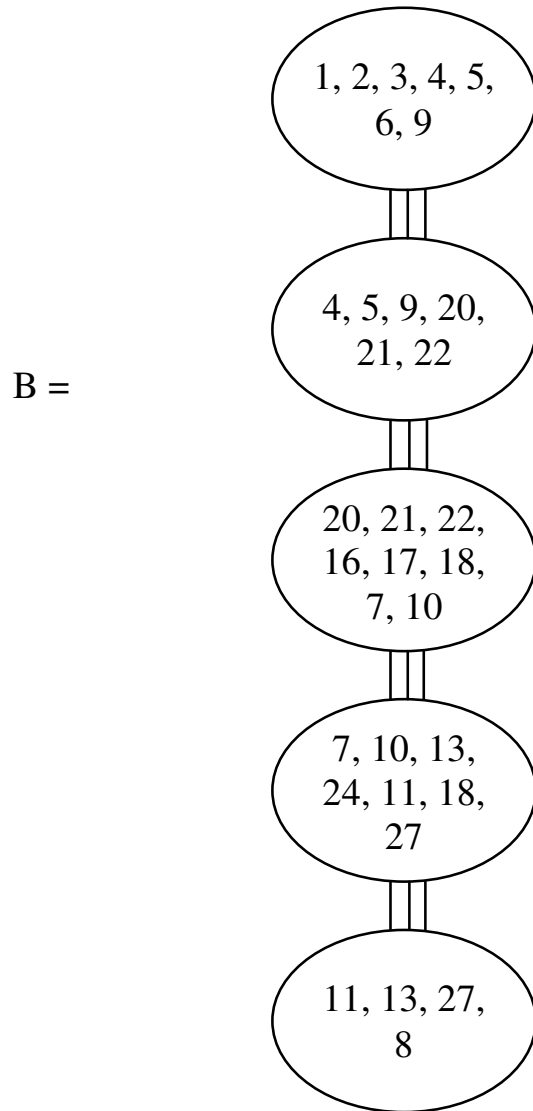 1, 2, 3, 4, 5,
6, 9
4, 5, 9, 20,
21, 22
B =
20, 21, 22,
16, 17, 18,
7, 10
7, 10, 13,
24, 11, 18,
27
11, 13, 27,
8